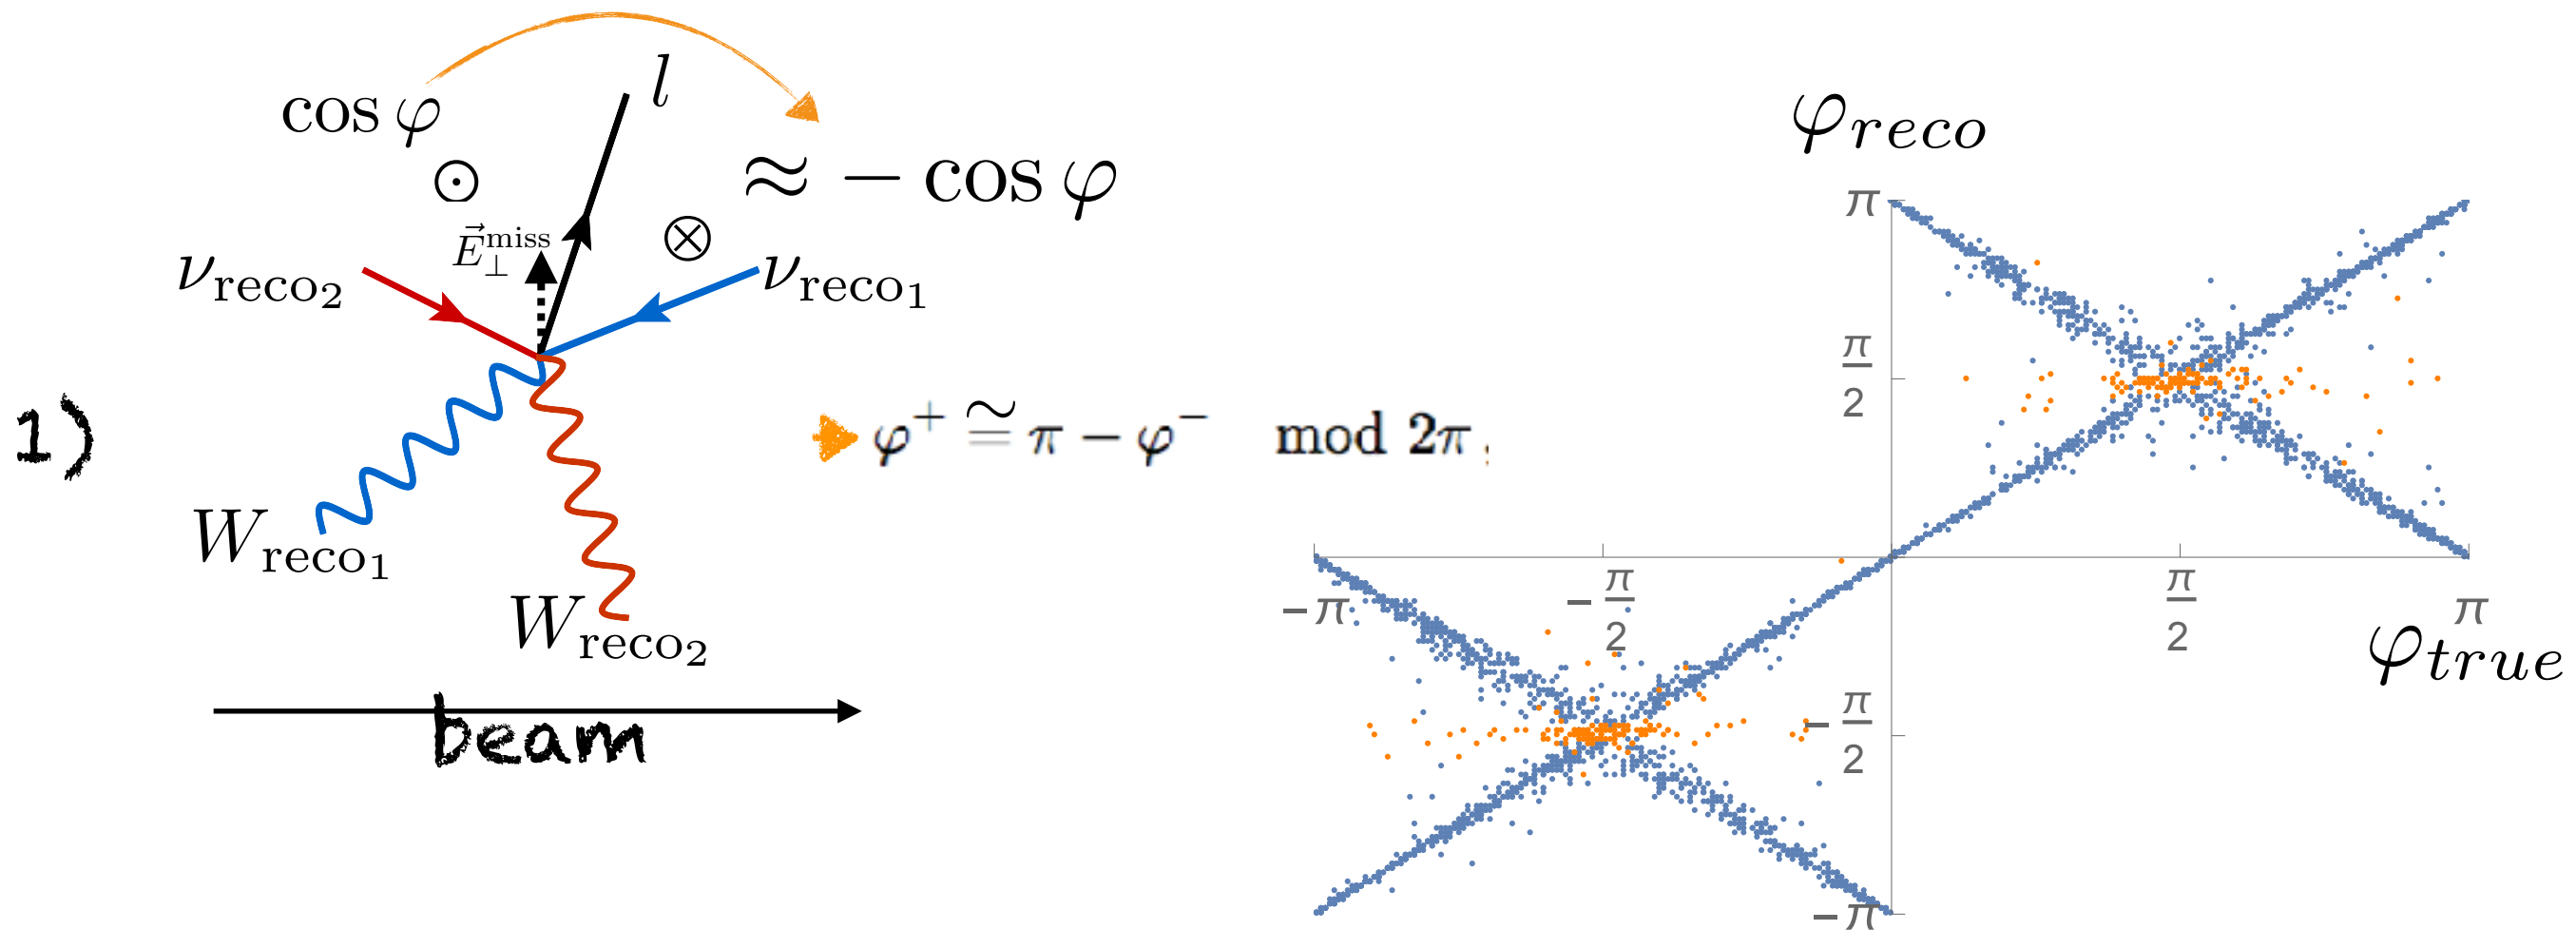 cos φ
l
⊙
≈ − cos φ
E⃗⊥^miss
⊗
ν_reco₂
ν_reco₁
1)
W_reco₁
W_reco₂
beam
φ⁺ ≅ π − φ⁻ mod 2π ,
φ_reco
π
π/2
−π
−π/2
π/2
π
φ_true
−π/2
−π